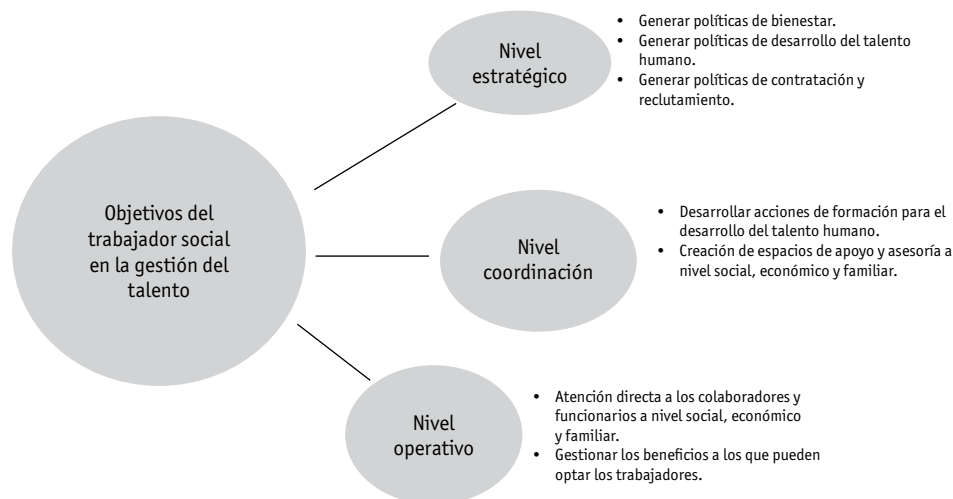 Objetivos del
trabajador social
en la gestión del
talento
Nivel
estratégico
• Generar políticas de bienestar.
• Generar políticas de desarrollo del talento
humano.
• Generar políticas de contratación y
reclutamiento.
Nivel
coordinación
• Desarrollar acciones de formación para el
desarrollo del talento humano.
• Creación de espacios de apoyo y asesoría a
nivel social, económico y familiar.
Nivel
operativo
• Atención directa a los colaboradores y
funcionarios a nivel social, económico
y familiar.
• Gestionar los beneficios a los que pueden
optar los trabajadores.